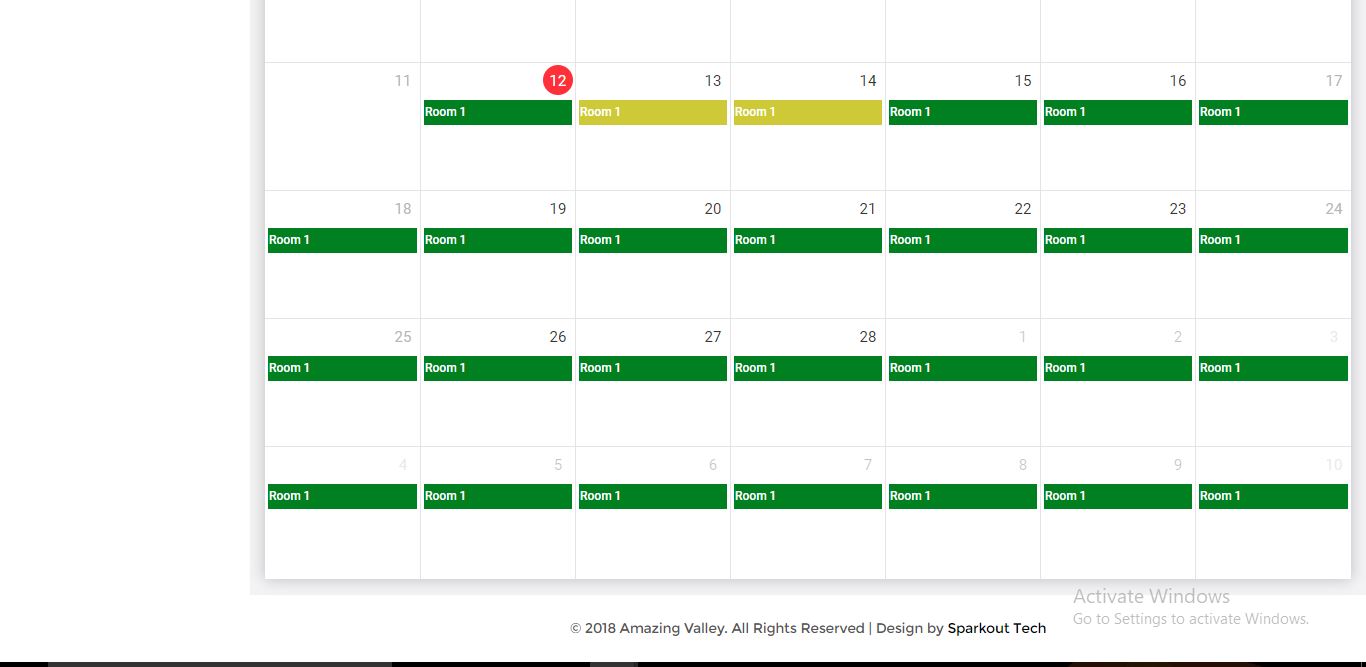 11 12 13 14 15 16 17
Room 1 Room 1 Room 1 Room 1 Room 1 Room 1
18 19 20 21 22 23 24
Room 1 Room 1 Room 1 Room 1 Room 1 Room 1 Room 1
25 26 27 28 1 2 3
Room 1 Room 1 Room 1 Room 1 Room 1 Room 1 Room 1
4 5 6 7 8 9 10
Room 1 Room 1 Room 1 Room 1 Room 1 Room 1 Room 1
Activate Windows
Go to Settings to activate Windows.
© 2018 Amazing Valley. All Rights Reserved | Design by Sparkout Tech